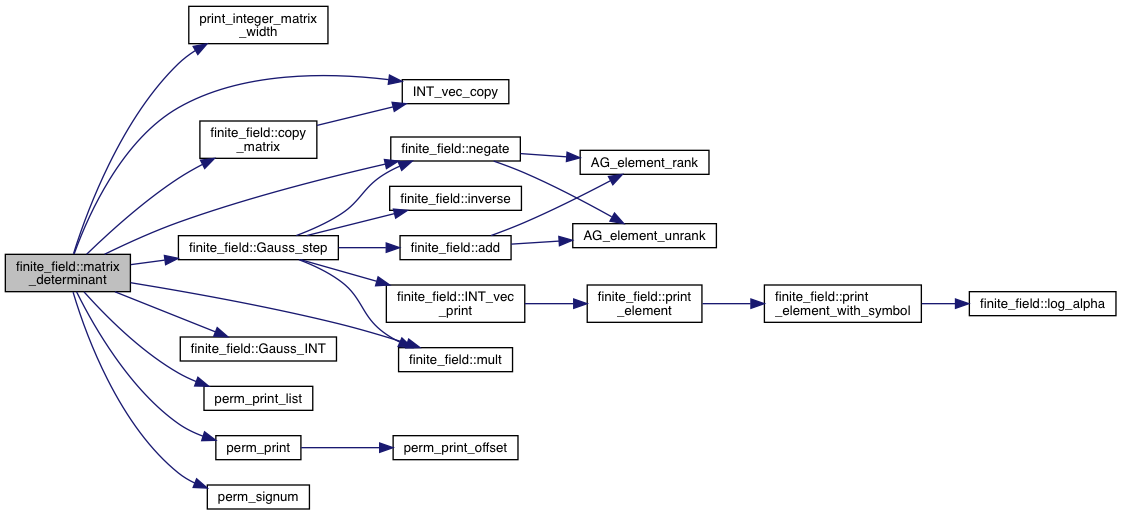 print_integer_matrix
_width
INT_vec_copy
finite_field::copy
_matrix
finite_field::negate
AG_element_rank
finite_field::inverse
AG_element_unrank
finite_field::Gauss_step
finite_field::add
finite_field::matrix
_determinant
finite_field::INT_vec
_print
finite_field::print
_element
finite_field::print
_element_with_symbol
finite_field::log_alpha
finite_field::Gauss_INT
finite_field::mult
perm_print_list
perm_print
perm_print_offset
perm_signum